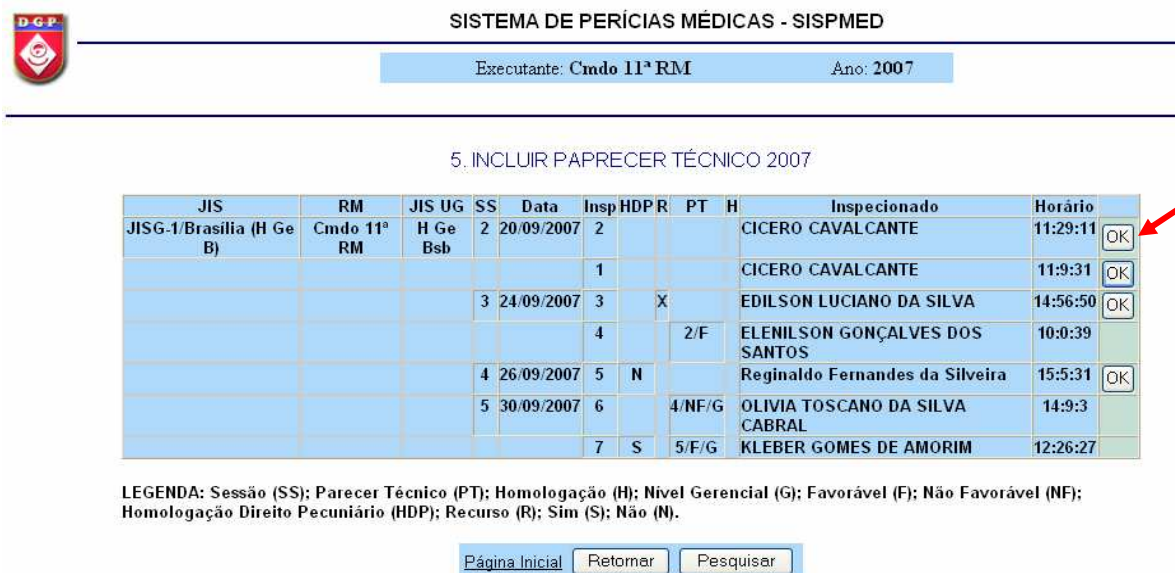 DGP
SISTEMA DE PERÍCIAS MÉDICAS - SISPMED
Executante: Cmdo 11ª RM Ano: 2007
5. INCLUIR PAPRECER TÉCNICO 2007
JIS RM JIS UG SS Data Insp HDP R PT H Inspecionado Horário
JISG-1/Brasília (H Ge Cmdo 11ª H Ge 2 20/09/2007 2 CICERO CAVALCANTE 11:29:11 OK
B) RM Bsb
1 CICERO CAVALCANTE 11:9:31 OK
3 24/09/2007 3 X EDILSON LUCIANO DA SILVA 14:56:50 OK
4 2/F ELENILSON GONÇALVES DOS 10:0:39
SANTOS
4 26/09/2007 5 N Reginaldo Fernandes da Silveira 15:5:31 OK
5 30/09/2007 6 4/NF/G OLIVIA TOSCANO DA SILVA 14:9:3
CABRAL
7 S 5/F/G KLEBER GOMES DE AMORIM 12:26:27
LEGENDA: Sessão (SS); Parecer Técnico (PT); Homologação (H); Nível Gerencial (G); Favorável (F); Não Favorável (NF);
Homologação Direito Pecuniário (HDP); Recurso (R); Sim (S); Não (N).
Página Inicial Retornar Pesquisar